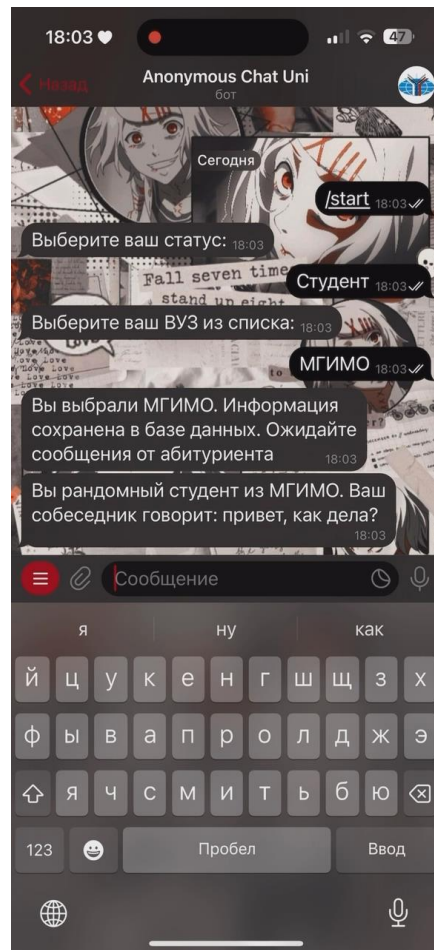 18:03
47
Назад
Anonymous Chat Uni
бот
Сегодня
/start 18:03
Выберите ваш статус: 18:03
Fall seven time
stand up eight
Студент 18:03
Выберите ваш ВУЗ из списка: 18:03
МГИМО 18:03
Вы выбрали МГИМО. Информация
сохранена в базе данных. Ожидайте
сообщения от абитуриента 18:03
Вы рандомный студент из МГИМО. Ваш
собеседник говорит: привет, как дела?
18:03
Сообщение
я ну как
й ц у к е н г ш щ з х
ф ы в а п р о л д ж э
я ч с м и т ь б ю
123 Пробел Ввод